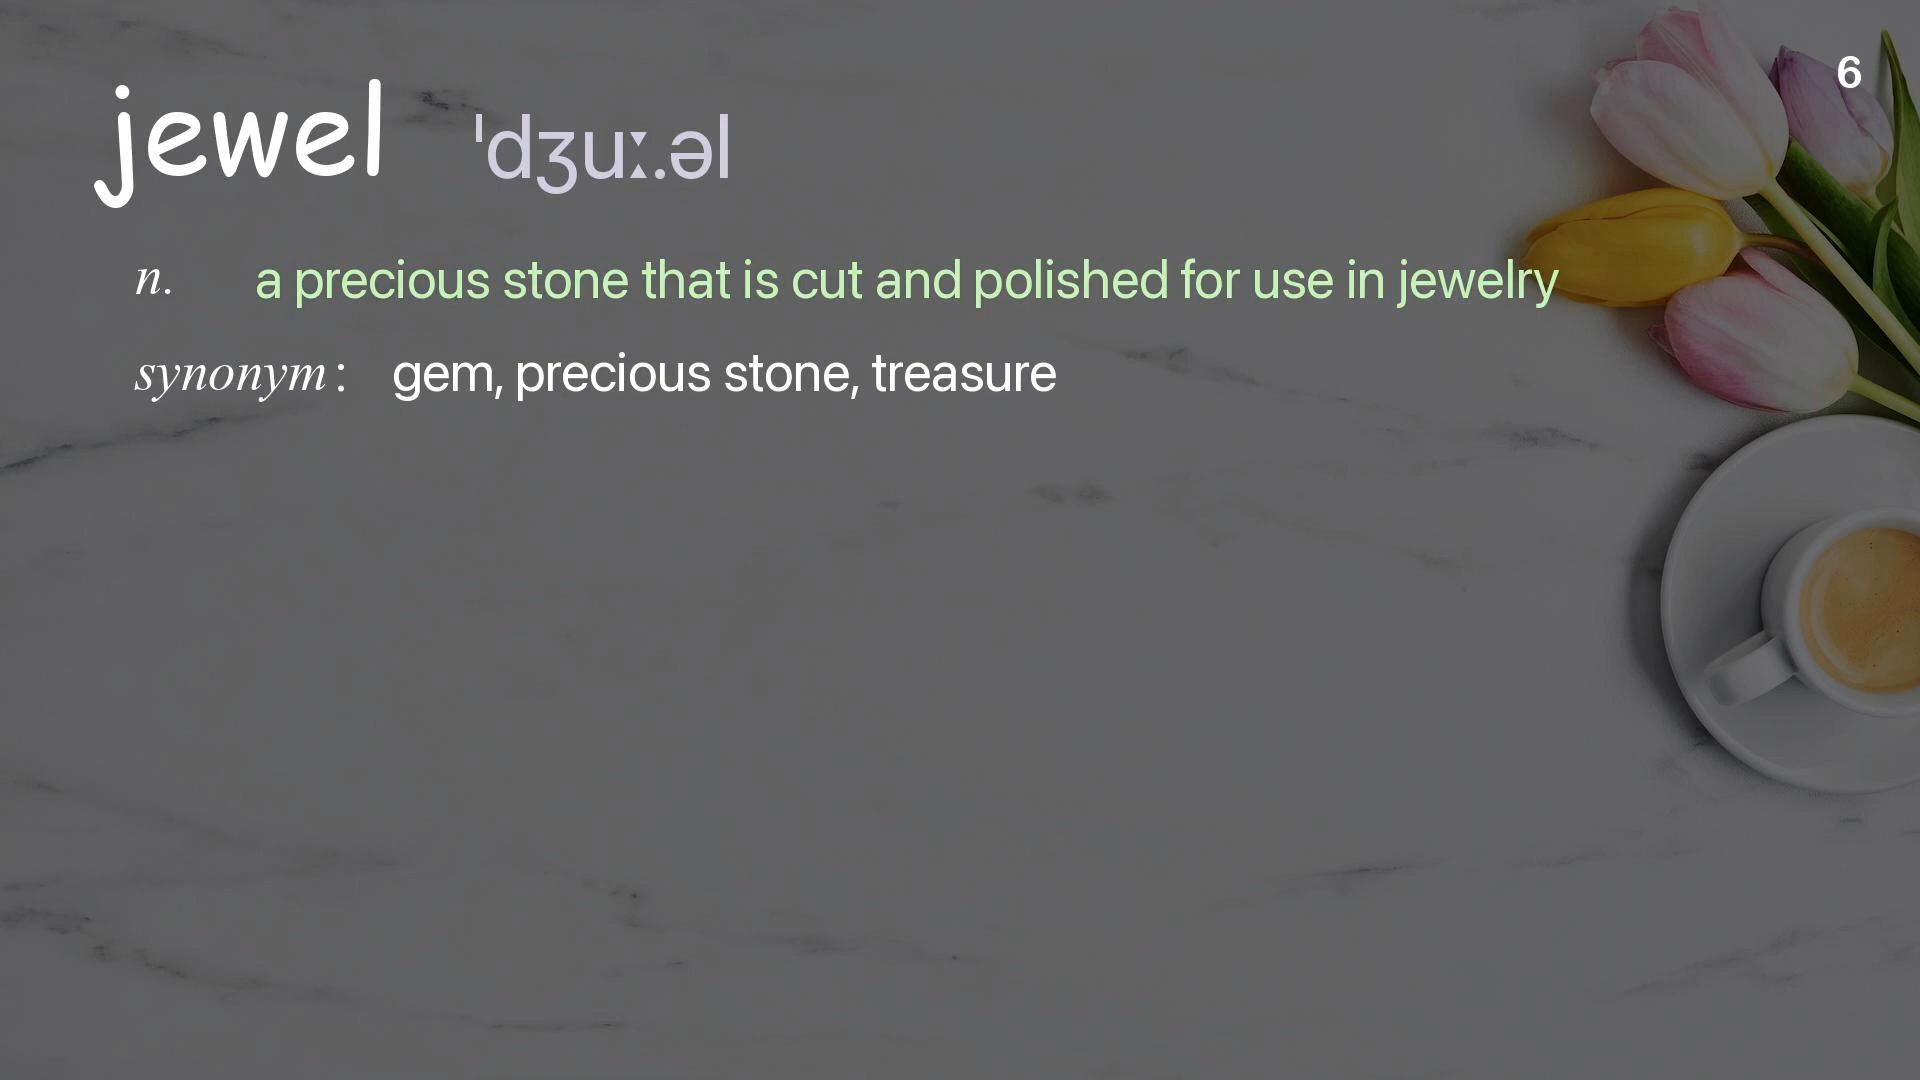 6
jewel ˈdʒuː.əl
n. a precious stone that is cut and polished for use in jewelry
synonym : gem, precious stone, treasure